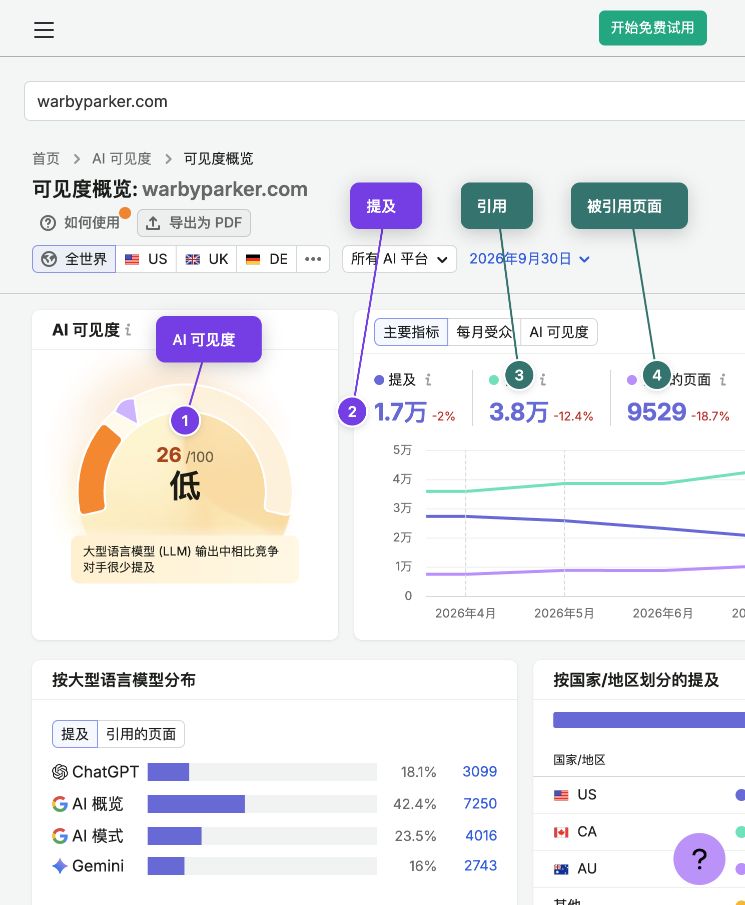 开始免费试用
warbyparker.com
首页 > AI 可见度 > 可见度概览
可见度概览: warbyparker.com
提及
引用
被引用页面
如何使用
导出为 PDF
全世界
US
UK
DE
•••
所有 AI 平台
2026年9月30日
AI 可见度 i
AI 可见度
1
26 /100
低
大型语言模型 (LLM) 输出中相比竞争
对手很少提及
主要指标
每月受众
AI 可见度
提及 i
3
i
4
的页面 i
2
1.7万 -2%
3.8万 -12.4%
9529 -18.7%
5万
4万
3万
2万
1万
0
2026年4月
2026年5月
2026年6月
20
按大型语言模型分布
提及
引用的页面
ChatGPT 18.1% 3099
AI 概览 42.4% 7250
AI 模式 23.5% 4016
Gemini 16% 2743
按国家/地区划分的提及
国家/地区
US
CA
AU
其他
?